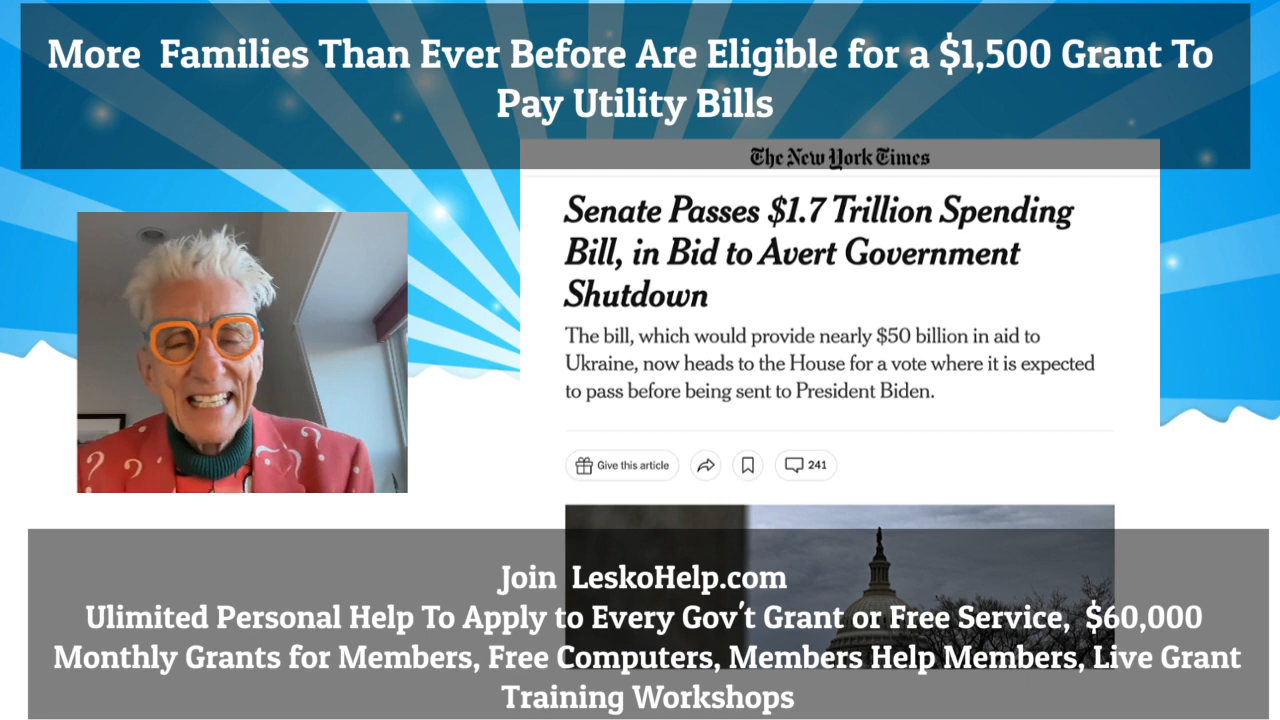 More Families Than Ever Before Are Eligible for a $1,500 Grant To
Pay Utility Bills
The New York Times
Senate Passes $1.7 Trillion Spending
Bill, in Bid to Avert Government
Shutdown
The bill, which would provide nearly $50 billion in aid to
Ukraine, now heads to the House for a vote where it is expected
to pass before being sent to President Biden.
Give this article
241
Join LeskoHelp.com
Ulimited Personal Help To Apply to Every Gov't Grant or Free Service, $60,000
Monthly Grants for Members, Free Computers, Members Help Members, Live Grant
Training Workshops